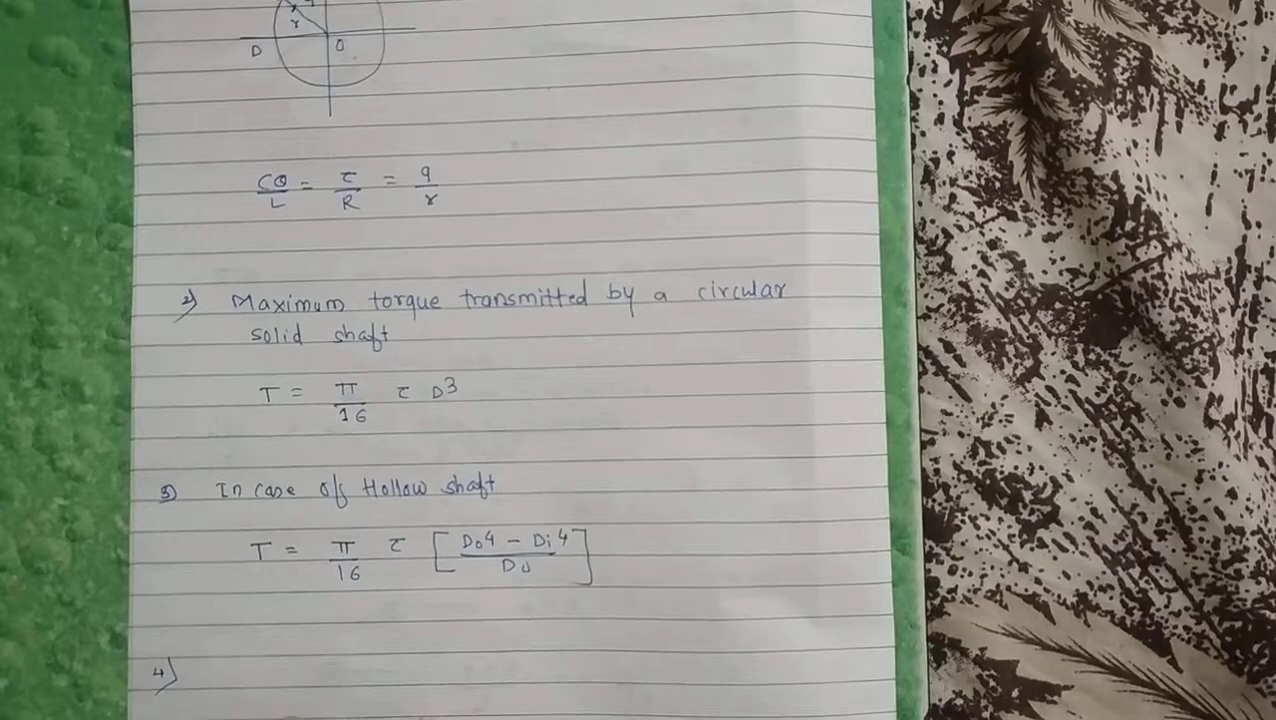 r
D O
Cθ/L = τ/R = q/r
2) Maximum torque transmitted by a circular
solid shaft
T = π/16 τ D³
3) In case of Hollow shaft
T = π/16 τ [Do⁴ - Di⁴ / Do]
4)